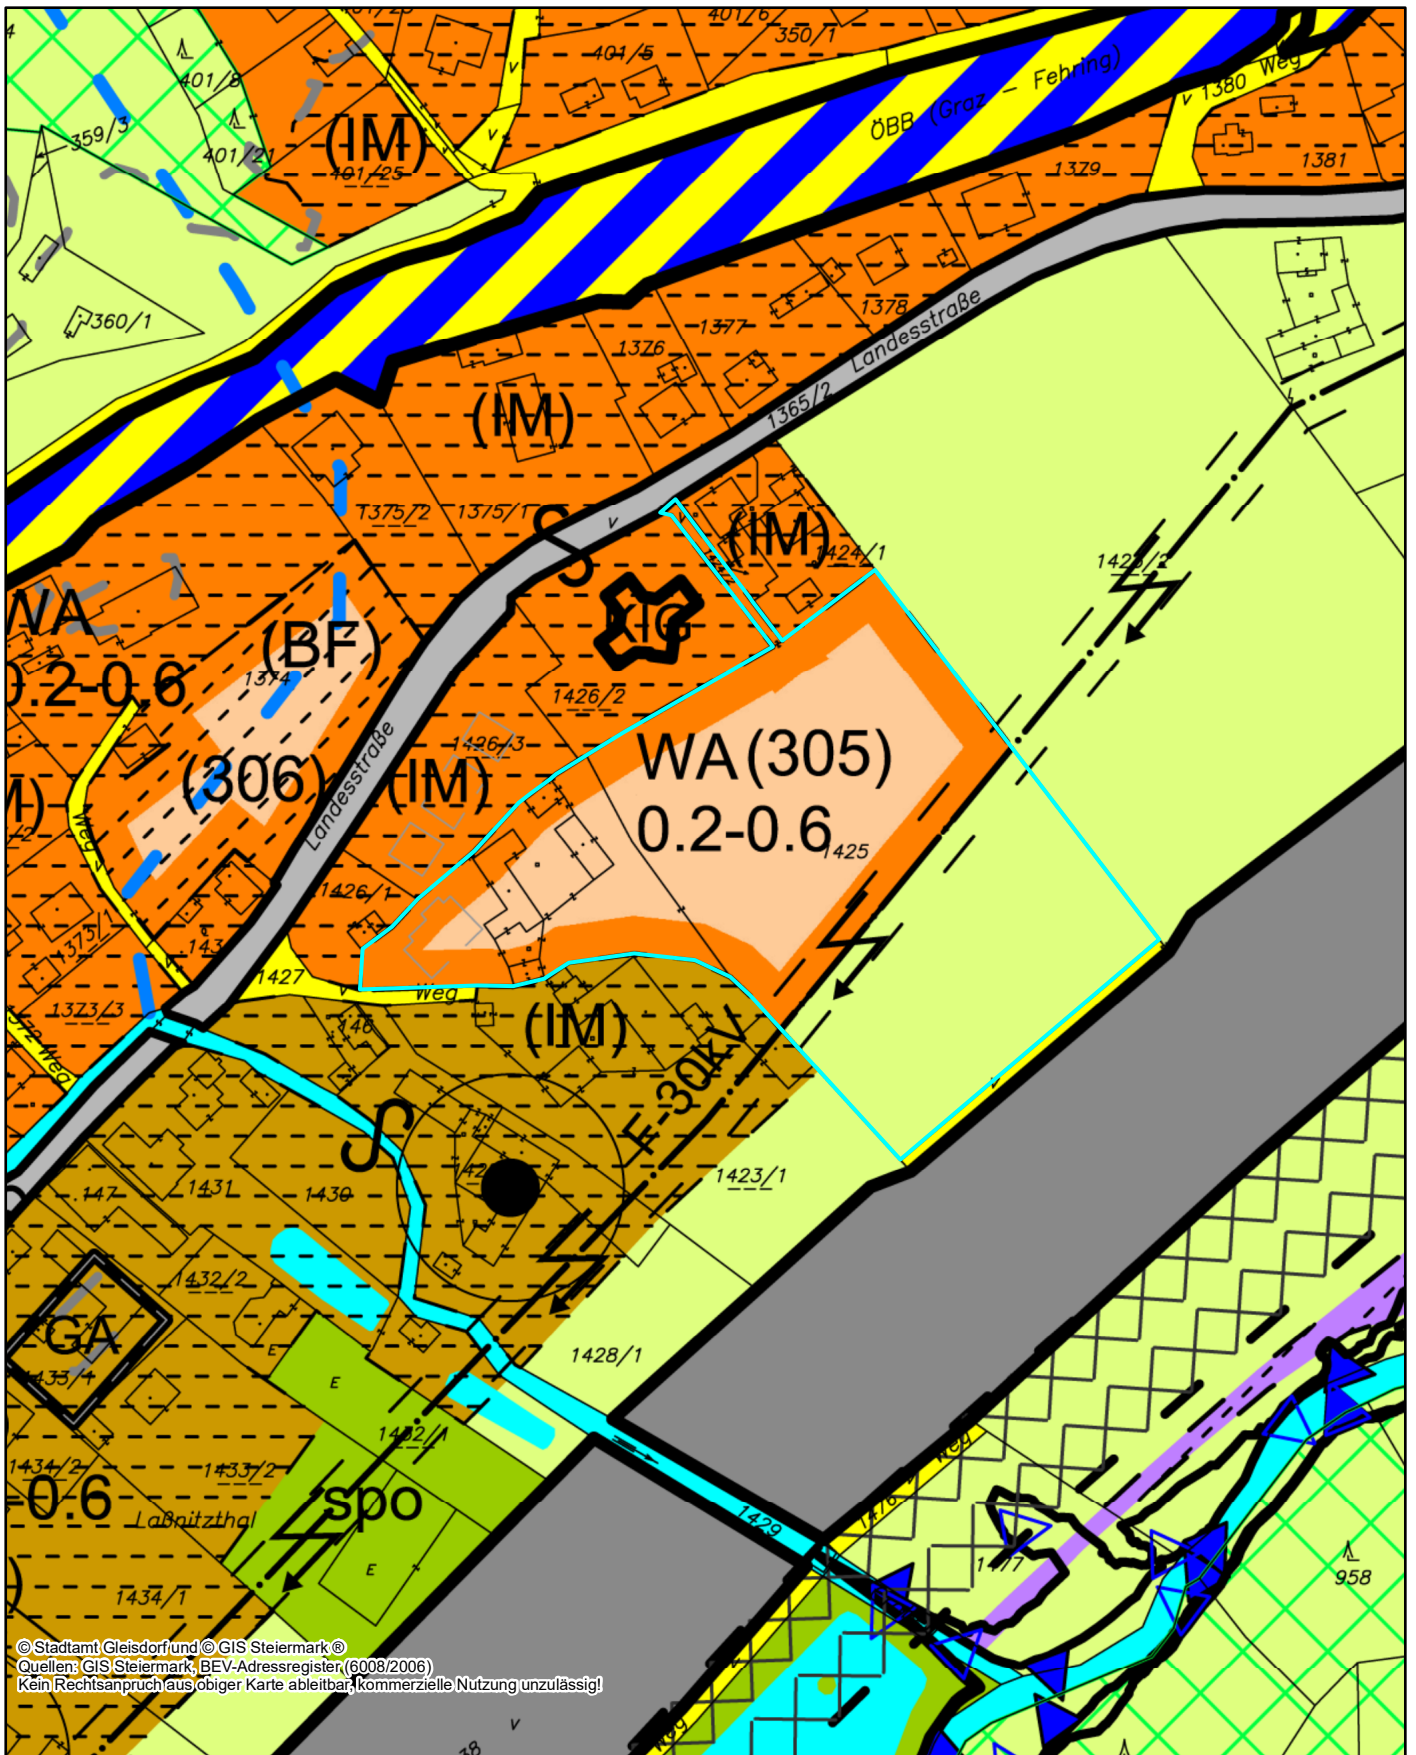 401/6
350/1
401/5
401/8
359/3
401/21
(IM)
401/25
ÖBB (Graz – Fehring)
1380 Weg
1379
1381
360/1
1378
1377
1376
Landesstraße
1365/2
(IM)
1375/2
1375/1
(IM)
1424/1
KIG
WA
0.2-0.6
(BF)
1374
1426/2
1426/3
(306)
(IM)
Landesstraße
WA (305)
0.2-0.6
1425
Weg
1426/1
1373/1
1427
Weg
1373/3
(IM)
146
F-30kV
Weg
1423/1
.147
1431
1430
1432/2
GA
1433/1
E
E
1428/1
1432/1
1434/2
1433/2
-0.6
spo
Laßnitzthal
E
1434/1
1429
1476
Weg
1477
958
© Stadtamt Gleisdorf und © GIS Steiermark ®
Quellen: GIS Steiermark, BEV-Adressregister (6008/2006)
Kein Rechtsanspruch aus obiger Karte ableitbar, kommerzielle Nutzung unzulässig!